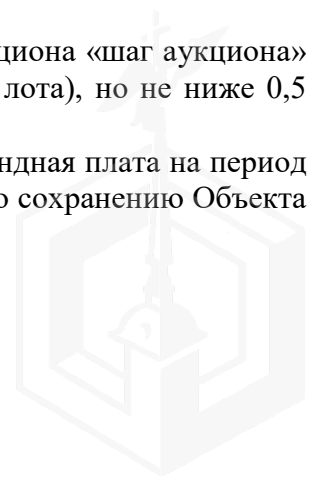 циона «шаг аукциона»
лота), но не ниже 0,5
ндная плата на период
о сохранению Объекта